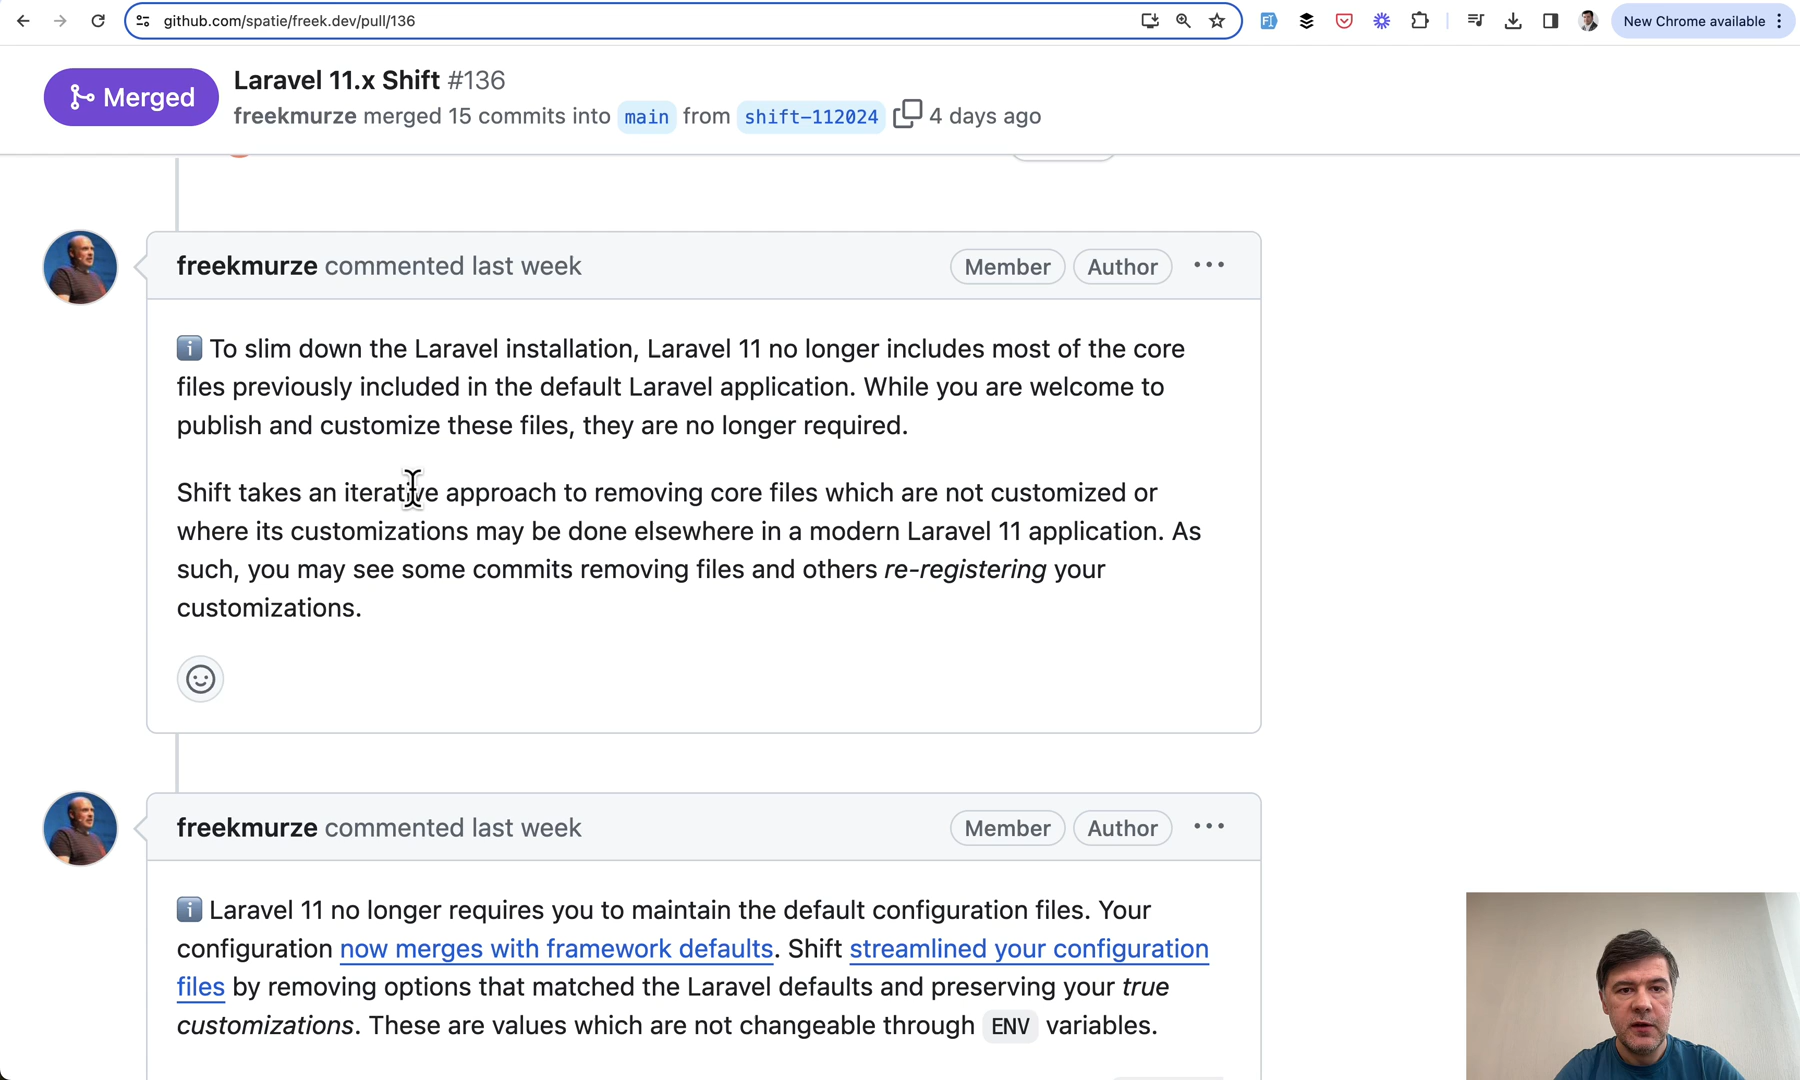 github.com/spatie/freek.dev/pull/136
New Chrome available
Merged
Laravel 11.x Shift #136
freekmurze merged 15 commits into main from shift-112024 4 days ago
freekmurze commented last week
Member Author
To slim down the Laravel installation, Laravel 11 no longer includes most of the core
files previously included in the default Laravel application. While you are welcome to
publish and customize these files, they are no longer required.
Shift takes an iterative approach to removing core files which are not customized or
where its customizations may be done elsewhere in a modern Laravel 11 application. As
such, you may see some commits removing files and others re-registering your
customizations.
freekmurze commented last week
Member Author
Laravel 11 no longer requires you to maintain the default configuration files. Your
configuration now merges with framework defaults. Shift streamlined your configuration
files by removing options that matched the Laravel defaults and preserving your true
customizations. These are values which are not changeable through ENV variables.